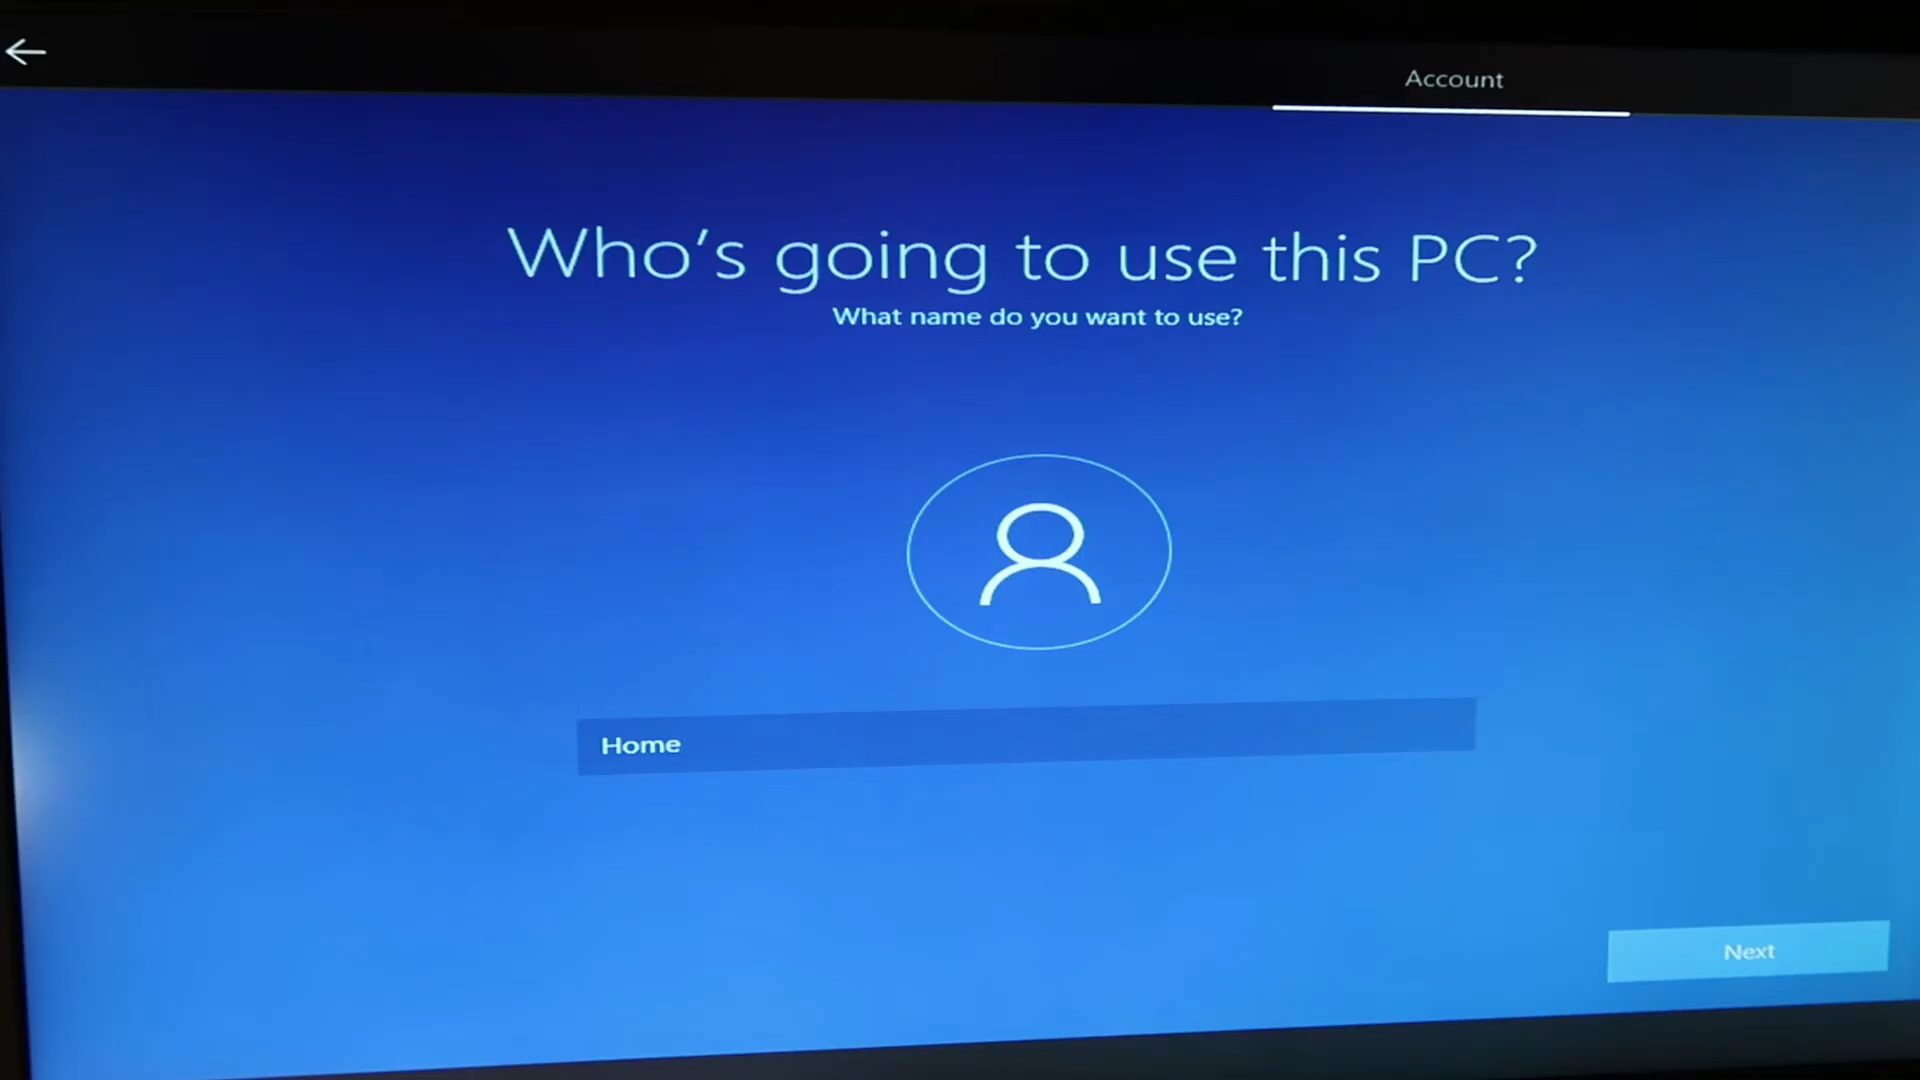 Account
Who's going to use this PC?
What name do you want to use?
Home
Next